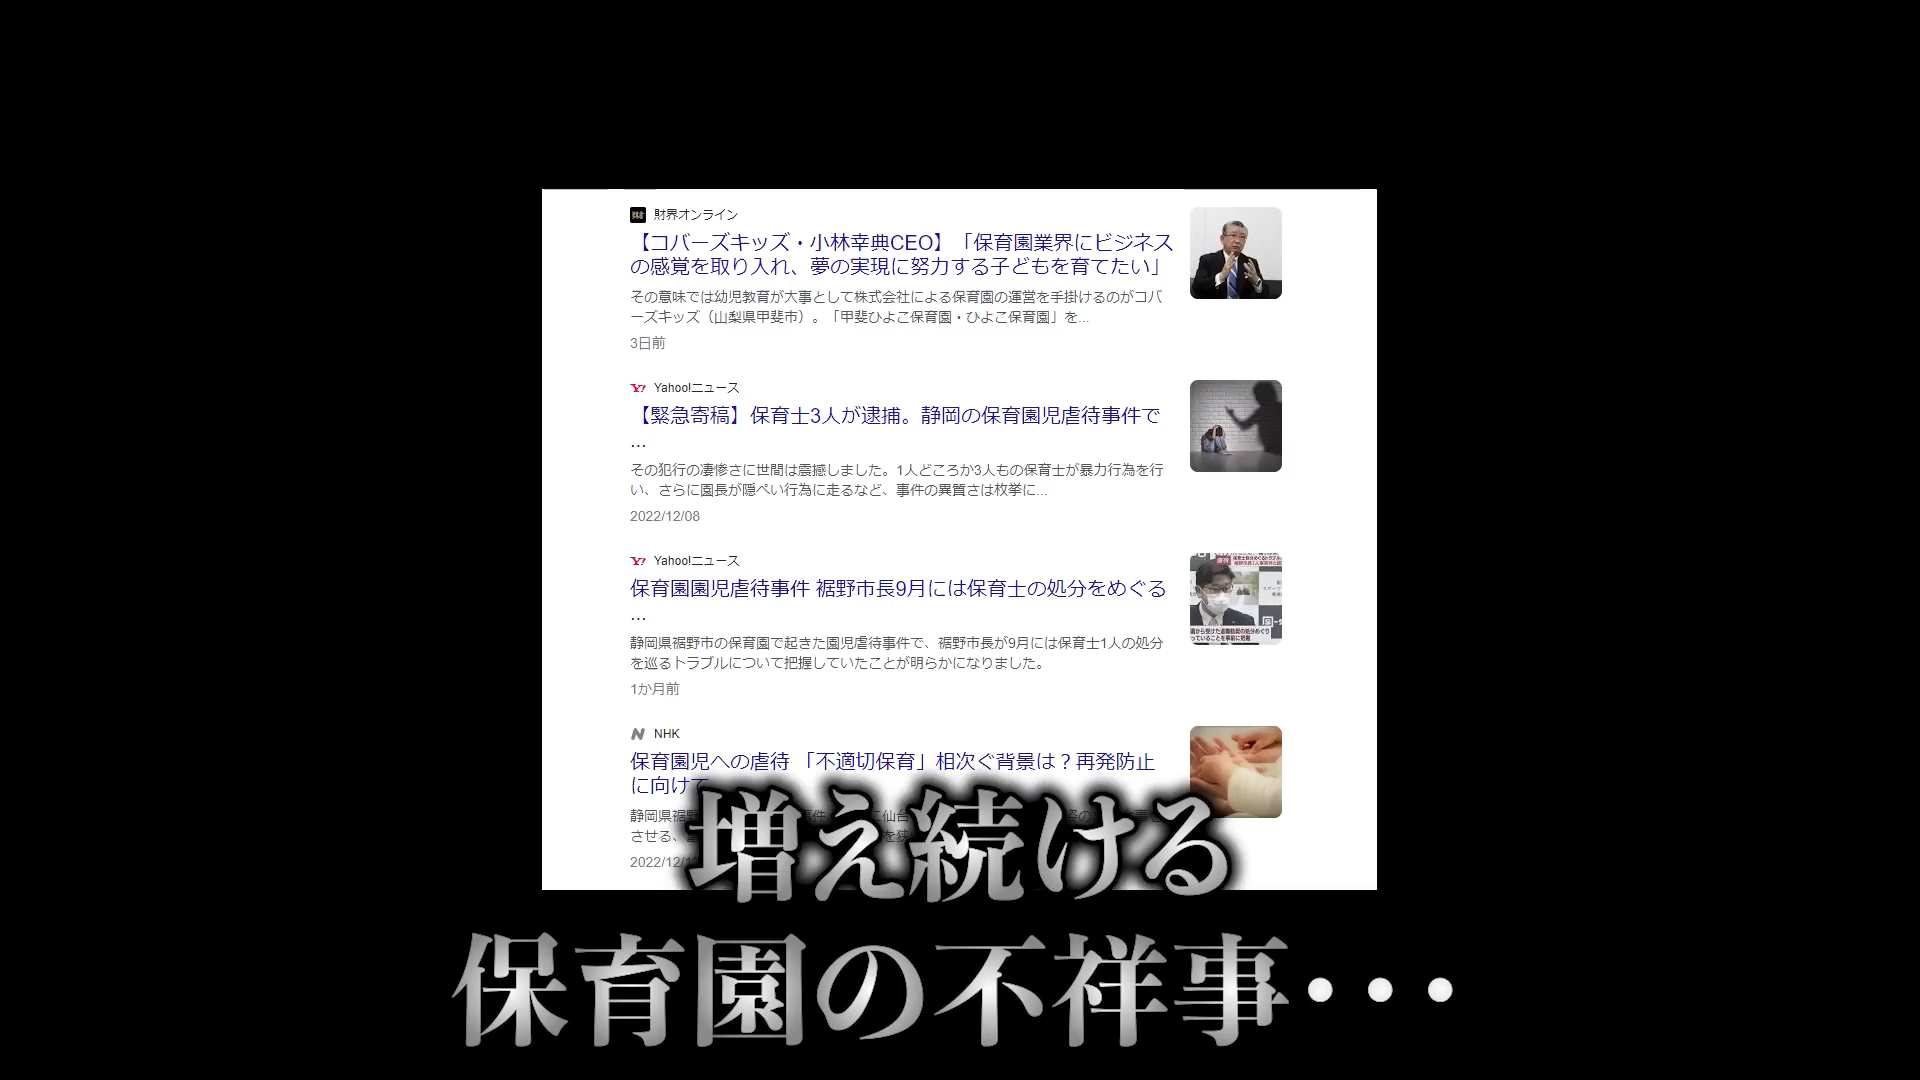 財界オンライン
【コバーズキッズ・小林幸典CEO】「保育園業界にビジネス
の感覚を取り入れ、夢の実現に努力する子どもを育てたい」
その意味では幼児教育が大事として株式会社による保育園の運営を手掛けるのがコバ
ーズキッズ（山梨県甲斐市）。「甲斐ひよこ保育園・ひよこ保育園」を...
3日前
Yahoo!ニュース
【緊急寄稿】保育士3人が逮捕。静岡の保育園児虐待事件で
...
その犯行の凄惨さに世間は震撼しました。1人どころか3人もの保育士が暴力行為を行
い、さらに園長が隠ぺい行為に走るなど、事件の異質さは枚挙に...
2022/12/08
Yahoo!ニュース
保育園園児虐待事件 裾野市長9月には保育士の処分をめぐる
...
静岡県裾野市の保育園で起きた園児虐待事件で、裾野市長が9月には保育士1人の処分
を巡るトラブルについて把握していたことが明らかになりました。
1か月前
NHK
保育園児への虐待 「不適切保育」相次ぐ背景は？再発防止
に向けて
静岡県裾
させる、
2022/12/
増え続ける
保育園の不祥事・・・